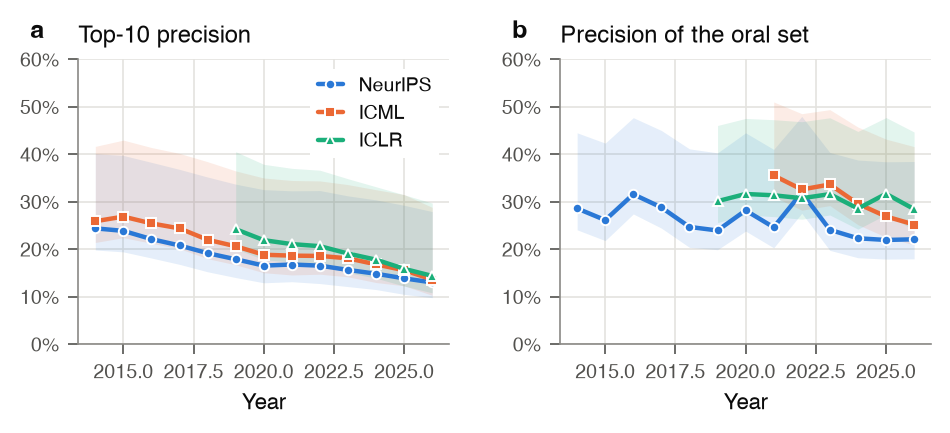 a Top-10 precision
60%
50%
40%
30%
20%
10%
0%
NeurIPS
ICML
ICLR
2015.0 2017.5 2020.0 2022.5 2025.0
Year
b Precision of the oral set
60%
50%
40%
30%
20%
10%
0%
2015.0 2017.5 2020.0 2022.5 2025.0
Year